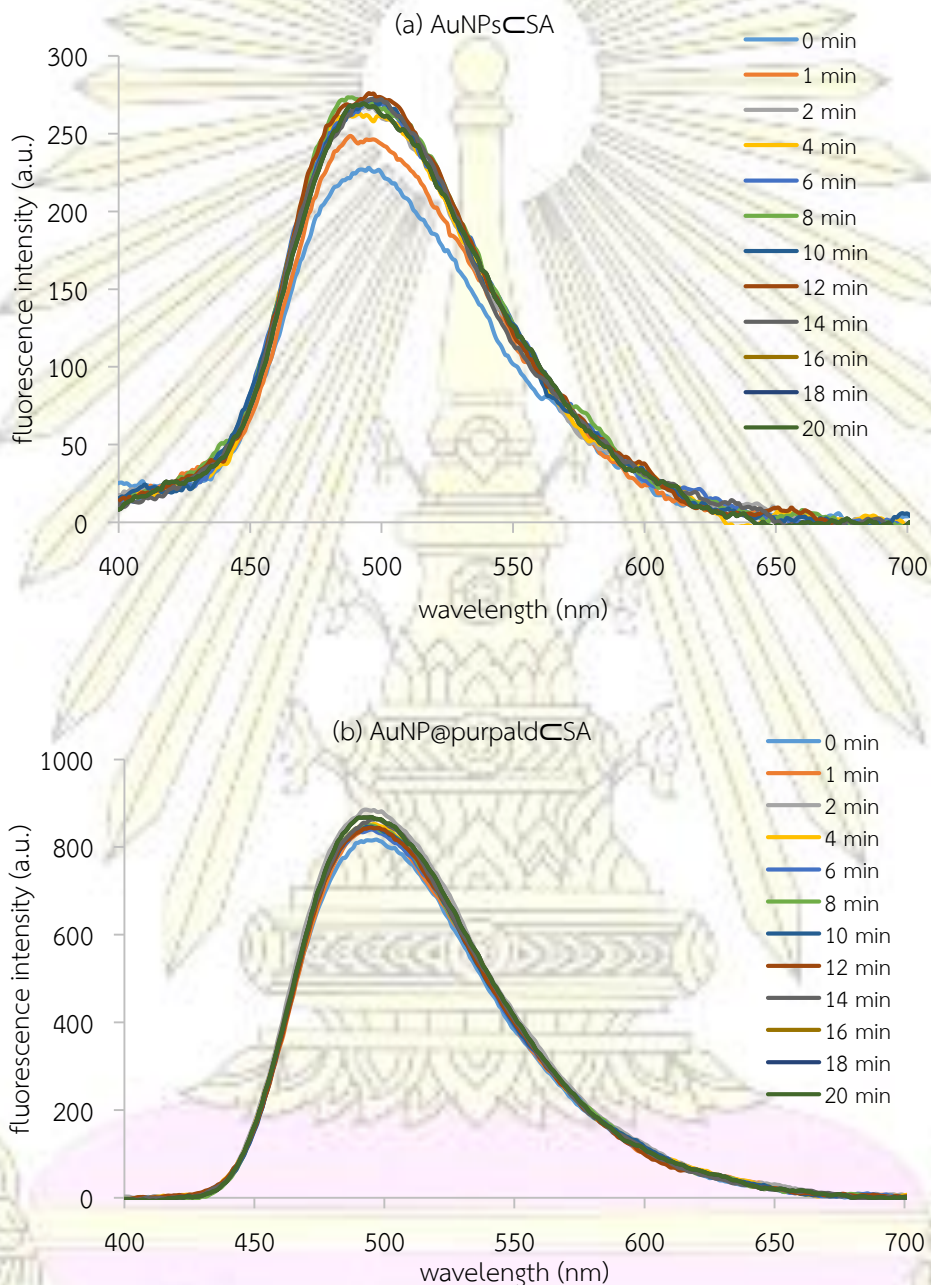 (a) AuNPs⊂SA
300
250
200
150
100
50
0
fluorescence intensity (a.u.)
400 450 500 550 600 650 700
wavelength (nm)
0 min
1 min
2 min
4 min
6 min
8 min
10 min
12 min
14 min
16 min
18 min
20 min
(b) AuNP@purpald⊂SA
1000
800
600
400
200
0
fluorescence intensity (a.u.)
400 450 500 550 600 650 700
wavelength (nm)
0 min
1 min
2 min
4 min
6 min
8 min
10 min
12 min
14 min
16 min
18 min
20 min